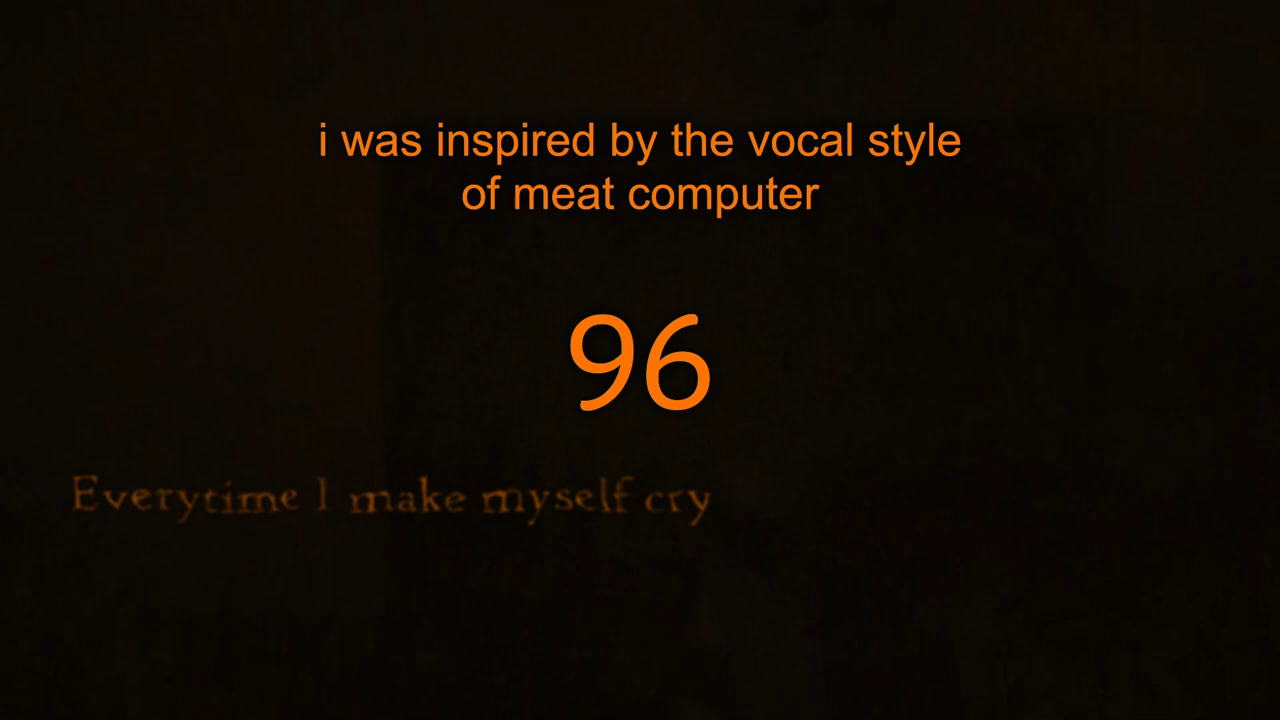 i was inspired by the vocal style
of meat computer
96
Everytime I make myself cry